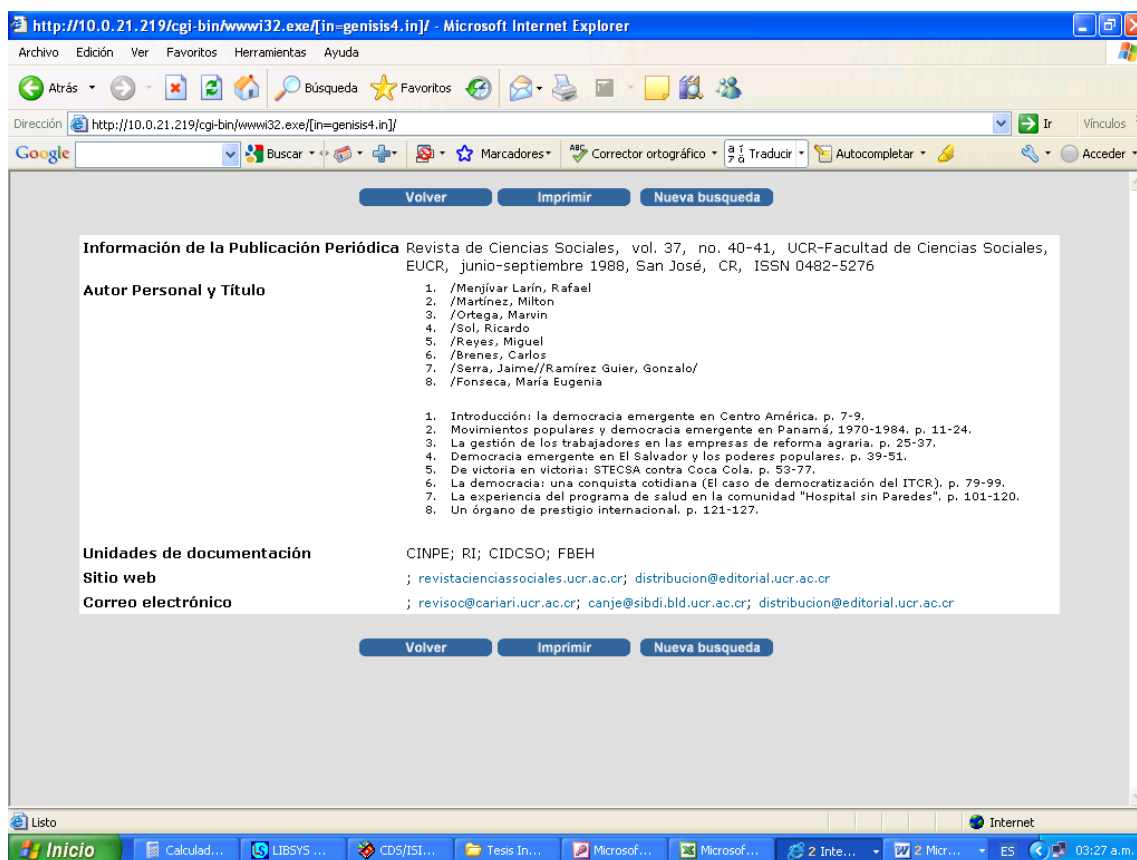 http://10.0.21.219/cgi-bin/wwwi32.exe/[in=genisis4.in]/ - Microsoft Internet Explorer
Archivo Edición Ver Favoritos Herramientas Ayuda
Atrás Búsqueda Favoritos
Dirección http://10.0.21.219/cgi-bin/wwwi32.exe/[in=genisis4.in]/ Ir Vínculos
Google Buscar Marcadores ABC Corrector ortográfico Traducir Autocompletar Acceder
Volver Imprimir Nueva busqueda
Información de la Publicación Periódica Revista de Ciencias Sociales, vol. 37, no. 40-41, UCR-Facultad de Ciencias Sociales,
EUCR, junio-septiembre 1988, San José, CR, ISSN 0482-5276
Autor Personal y Título
1. /Menjívar Larín, Rafael
2. /Martínez, Milton
3. /Ortega, Marvin
4. /Sol, Ricardo
5. /Reyes, Miguel
6. /Brenes, Carlos
7. /Serra, Jaime//Ramírez Guier, Gonzalo/
8. /Fonseca, María Eugenia
1. Introducción: la democracia emergente en Centro América. p. 7-9.
2. Movimientos populares y democracia emergente en Panamá, 1970-1984. p. 11-24.
3. La gestión de los trabajadores en las empresas de reforma agraria. p. 25-37.
4. Democracia emergente en El Salvador y los poderes populares. p. 39-51.
5. De victoria en victoria: STECSA contra Coca Cola. p. 53-77.
6. La democracia: una conquista cotidiana (El caso de democratización del ITCR). p. 79-99.
7. La experiencia del programa de salud en la comunidad "Hospital sin Paredes". p. 101-120.
8. Un órgano de prestigio internacional. p. 121-127.
Unidades de documentación CINPE; RI; CIDCSO; FBEH
Sitio web ; revistacienciassociales.ucr.ac.cr; distribucion@editorial.ucr.ac.cr
Correo electrónico ; revisoc@cariari.ucr.ac.cr; canje@sibdi.bld.ucr.ac.cr; distribucion@editorial.ucr.ac.cr
Volver Imprimir Nueva busqueda
Listo Internet
Inicio Calculad... LIBSYS ... CDS/ISI... Tesis In... Microsof... Microsof... 2 Inte... 2 Micr... ES 03:27 a.m.